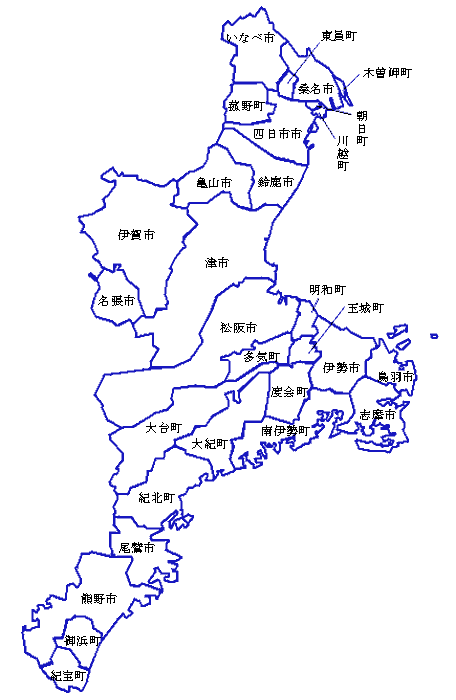 いなべ市
東員町
桑名市
木曽岬町
菰野町
朝日町
四日市市
川越町
亀山市
鈴鹿市
伊賀市
津市
名張市
明和町
玉城町
松阪市
多気町
伊勢市
鳥羽市
度会町
志摩市
大台町
大紀町
南伊勢町
紀北町
尾鷲市
熊野市
御浜町
紀宝町